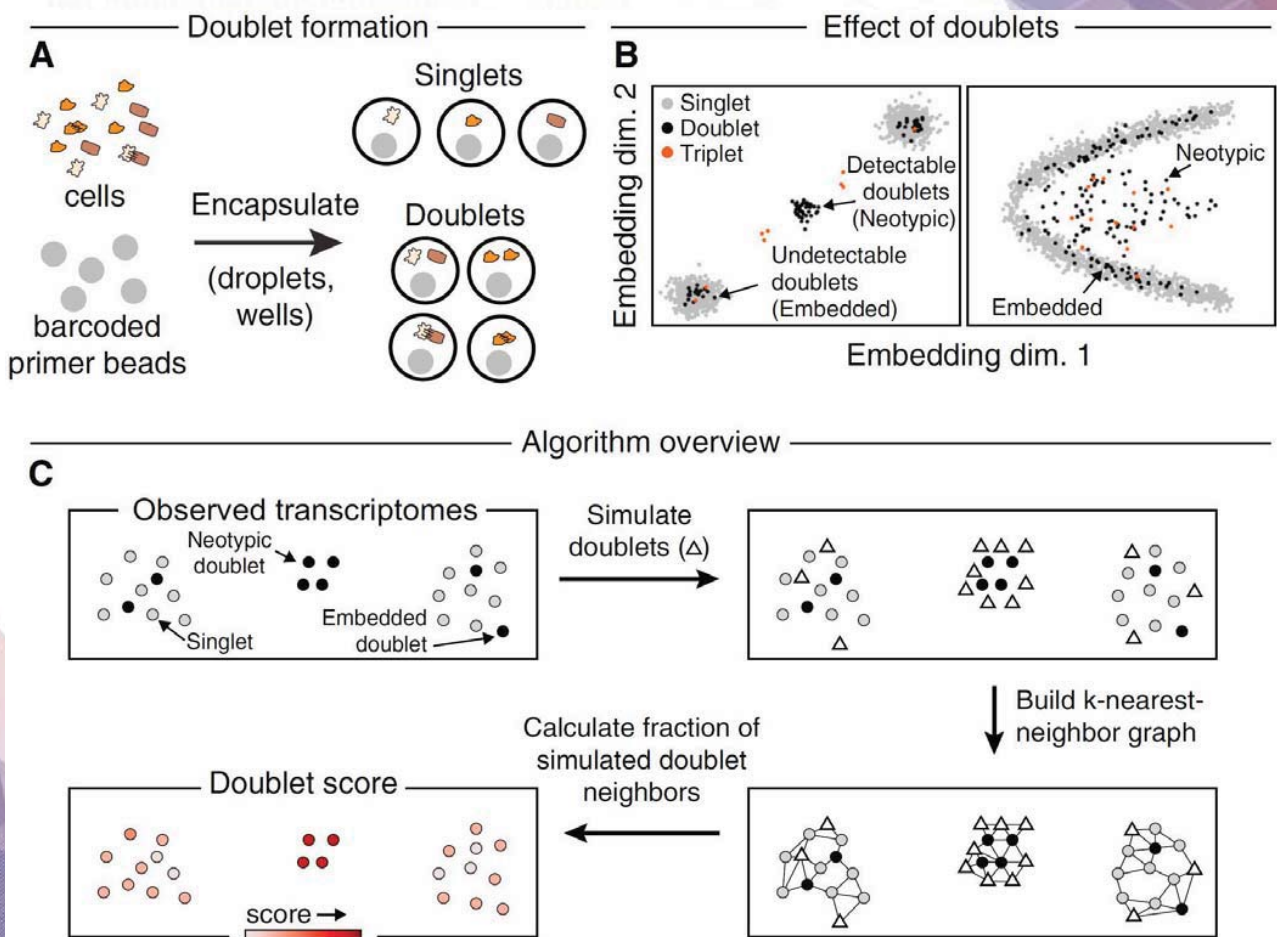 Doublet formation
A
cells
barcoded
primer beads
Encapsulate
(droplets,
wells)
Singlets
Doublets
Effect of doublets
B
Embedding dim. 2
Singlet
Doublet
Triplet
Detectable
doublets
(Neotypic)
Undetectable
doublets
(Embedded)
Neotypic
Embedded
Embedding dim. 1
Algorithm overview
C
Observed transcriptomes
Neotypic
doublet
Singlet
Embedded
doublet
Simulate
doublets (△)
Build k-nearest-
neighbor graph
Calculate fraction of
simulated doublet
neighbors
Doublet score
score